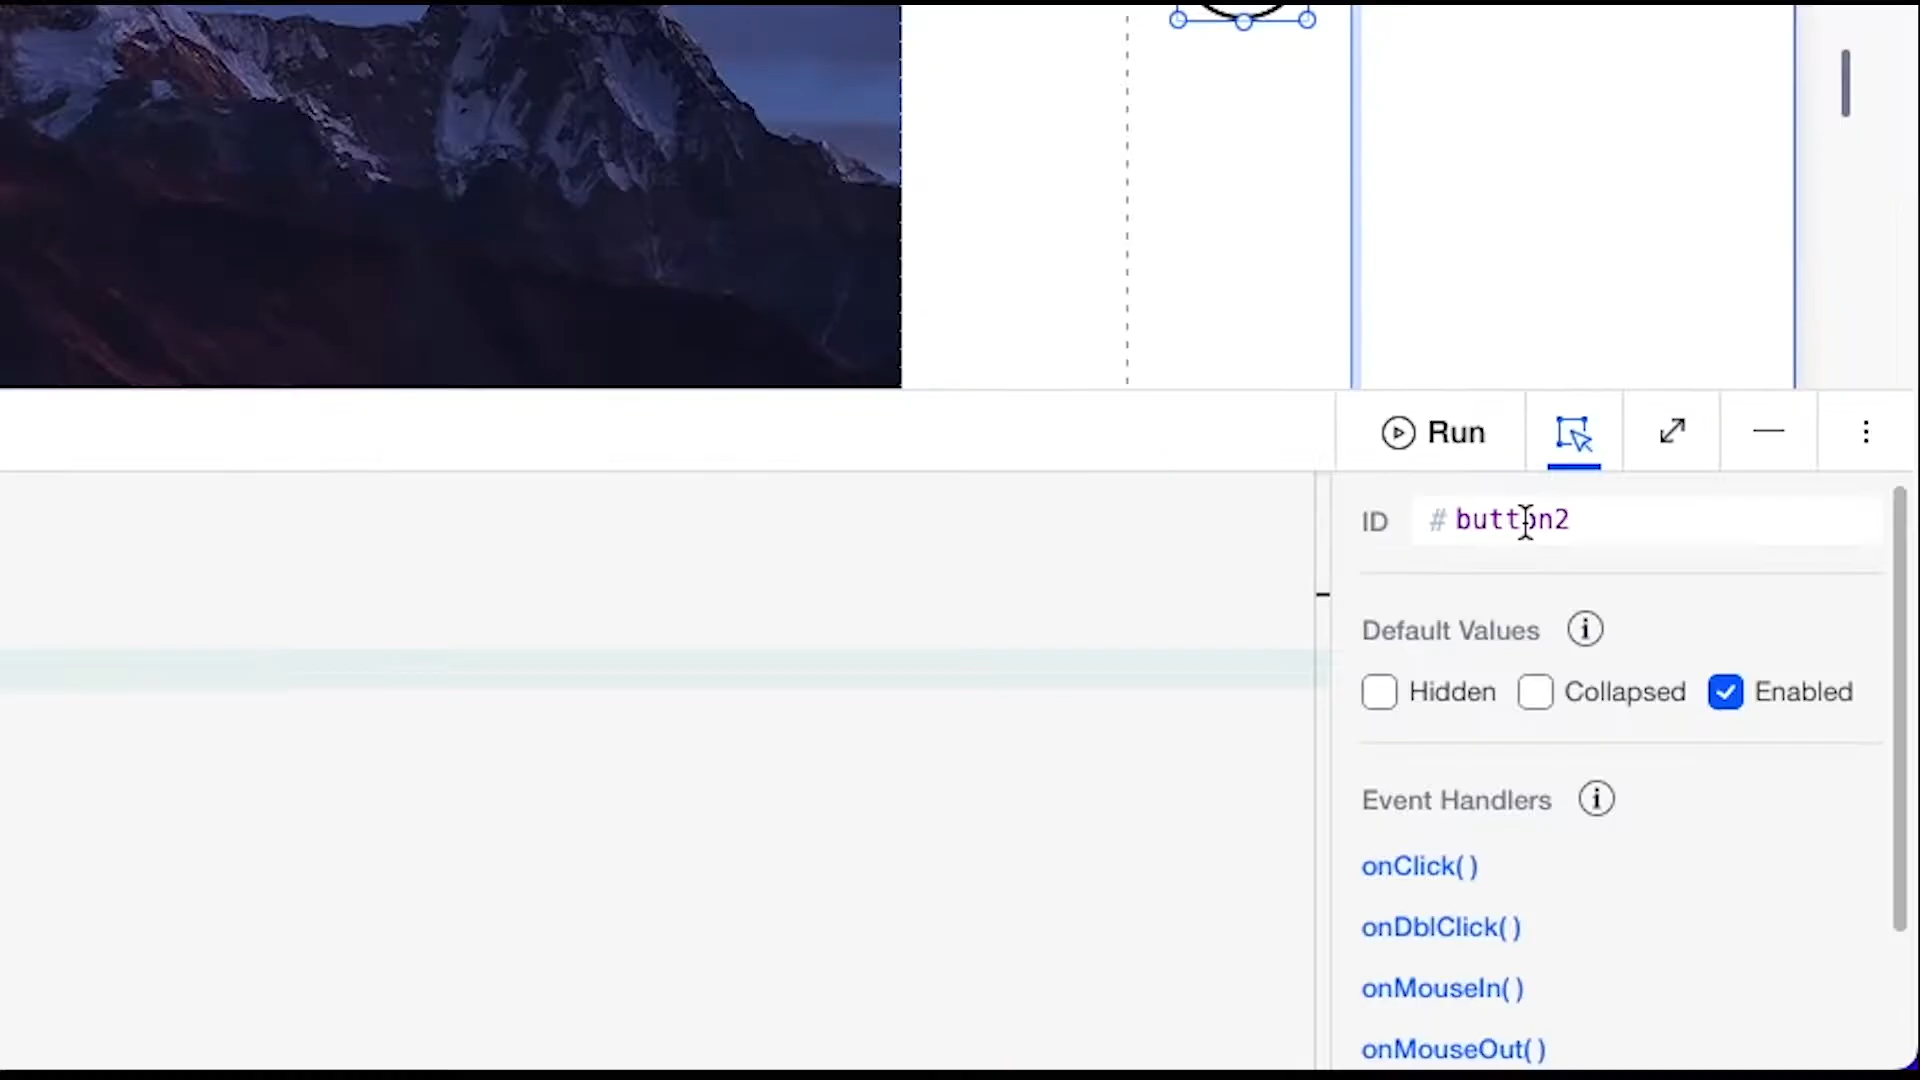 Run
ID # button2
Default Values
Hidden Collapsed Enabled
Event Handlers
onClick()
onDblClick()
onMouseIn()
onMouseOut()